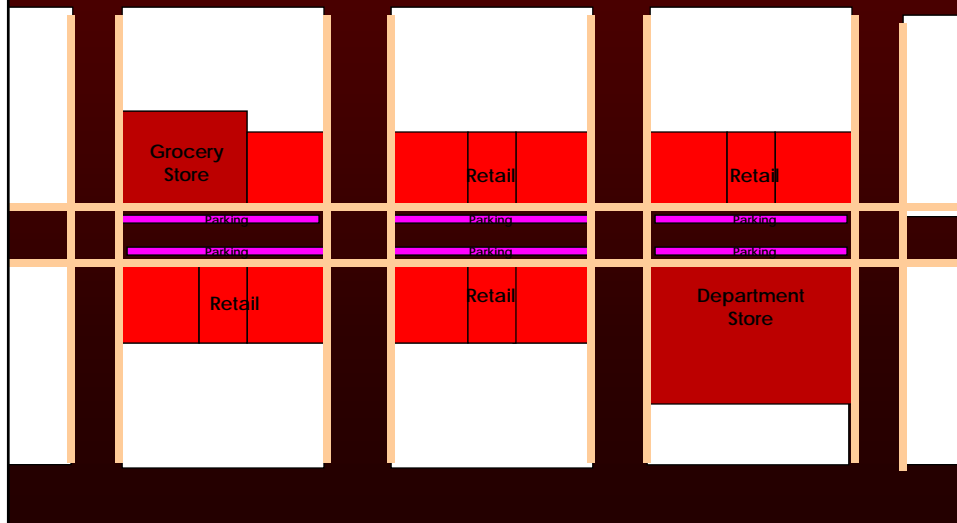 Grocery
Store
Retail
Retail
Parking
Parking
Parking
Parking
Parking
Parking
Retail
Retail
Department
Store